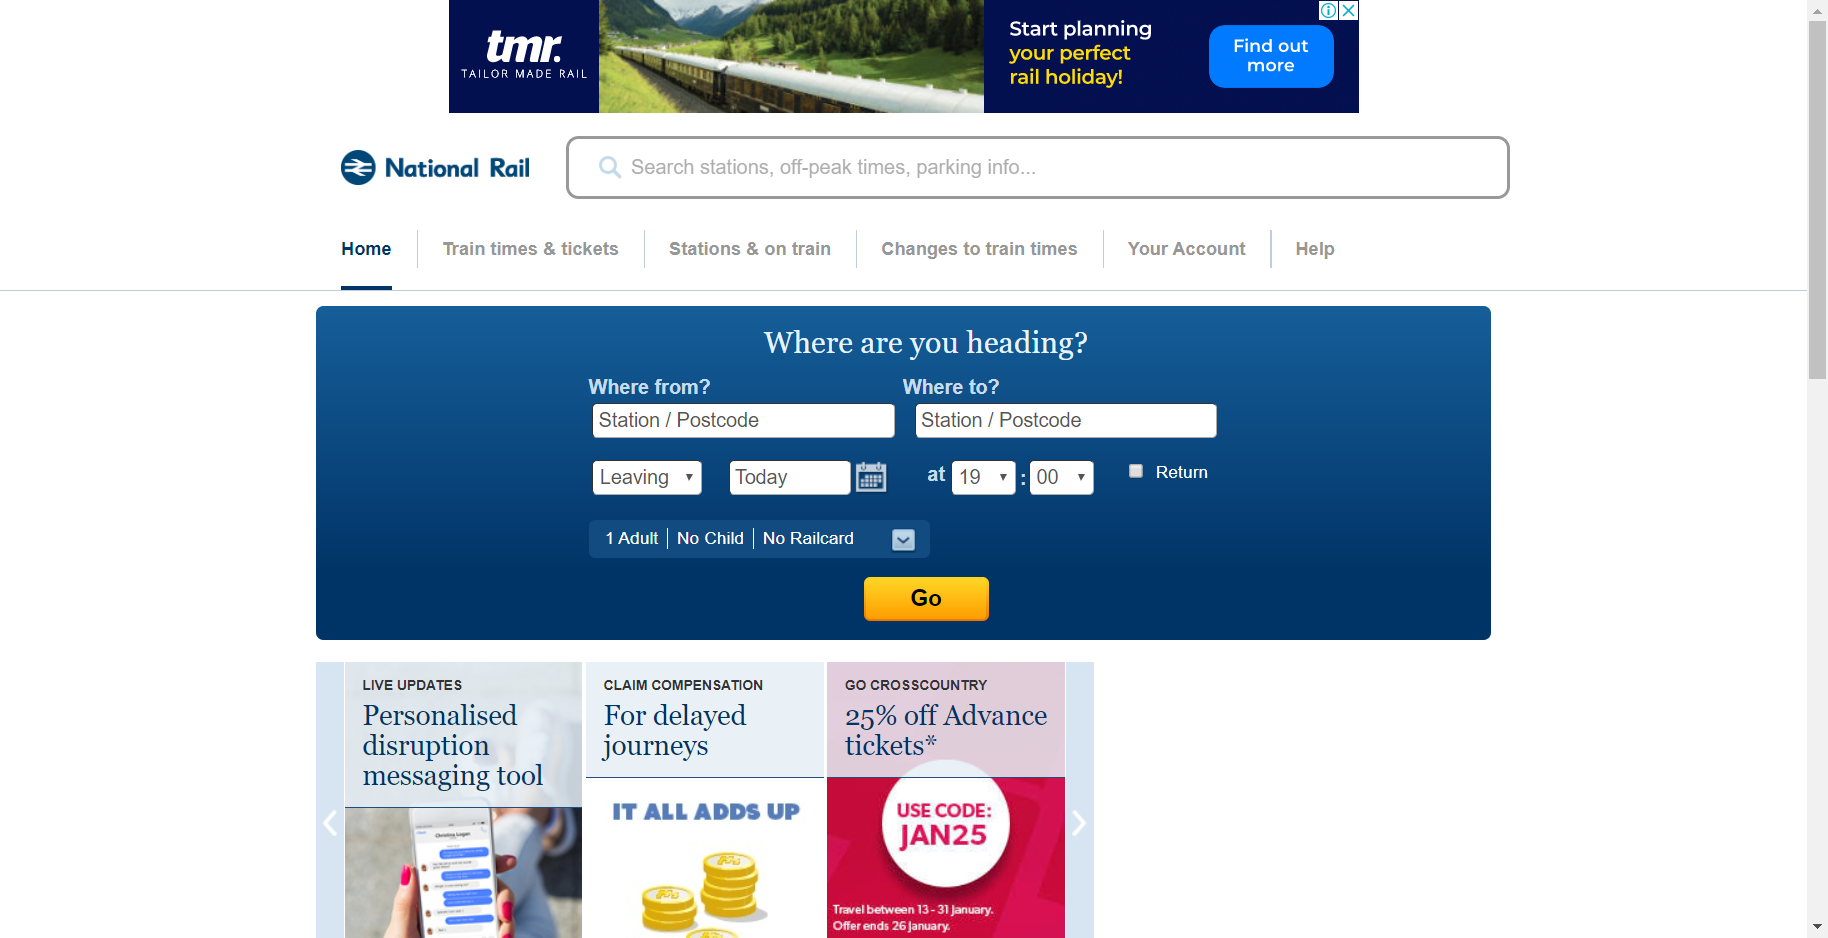 tmr.
TAILOR MADE RAIL
Start planning
your perfect
rail holiday!
Find out
more
National Rail
Search stations, off-peak times, parking info...
Home
Train times & tickets
Stations & on train
Changes to train times
Your Account
Help
Where are you heading?
Where from?
Where to?
Station / Postcode
Station / Postcode
Leaving
Today
at
19
:
00
Return
1 Adult
No Child
No Railcard
Go
LIVE UPDATES
Personalised
disruption
messaging tool
CLAIM COMPENSATION
For delayed
journeys
IT ALL ADDS UP
GO CROSSCOUNTRY
25% off Advance
tickets*
USE CODE:
JAN25
Travel between 13 - 31 January.
Offer ends 26 January.